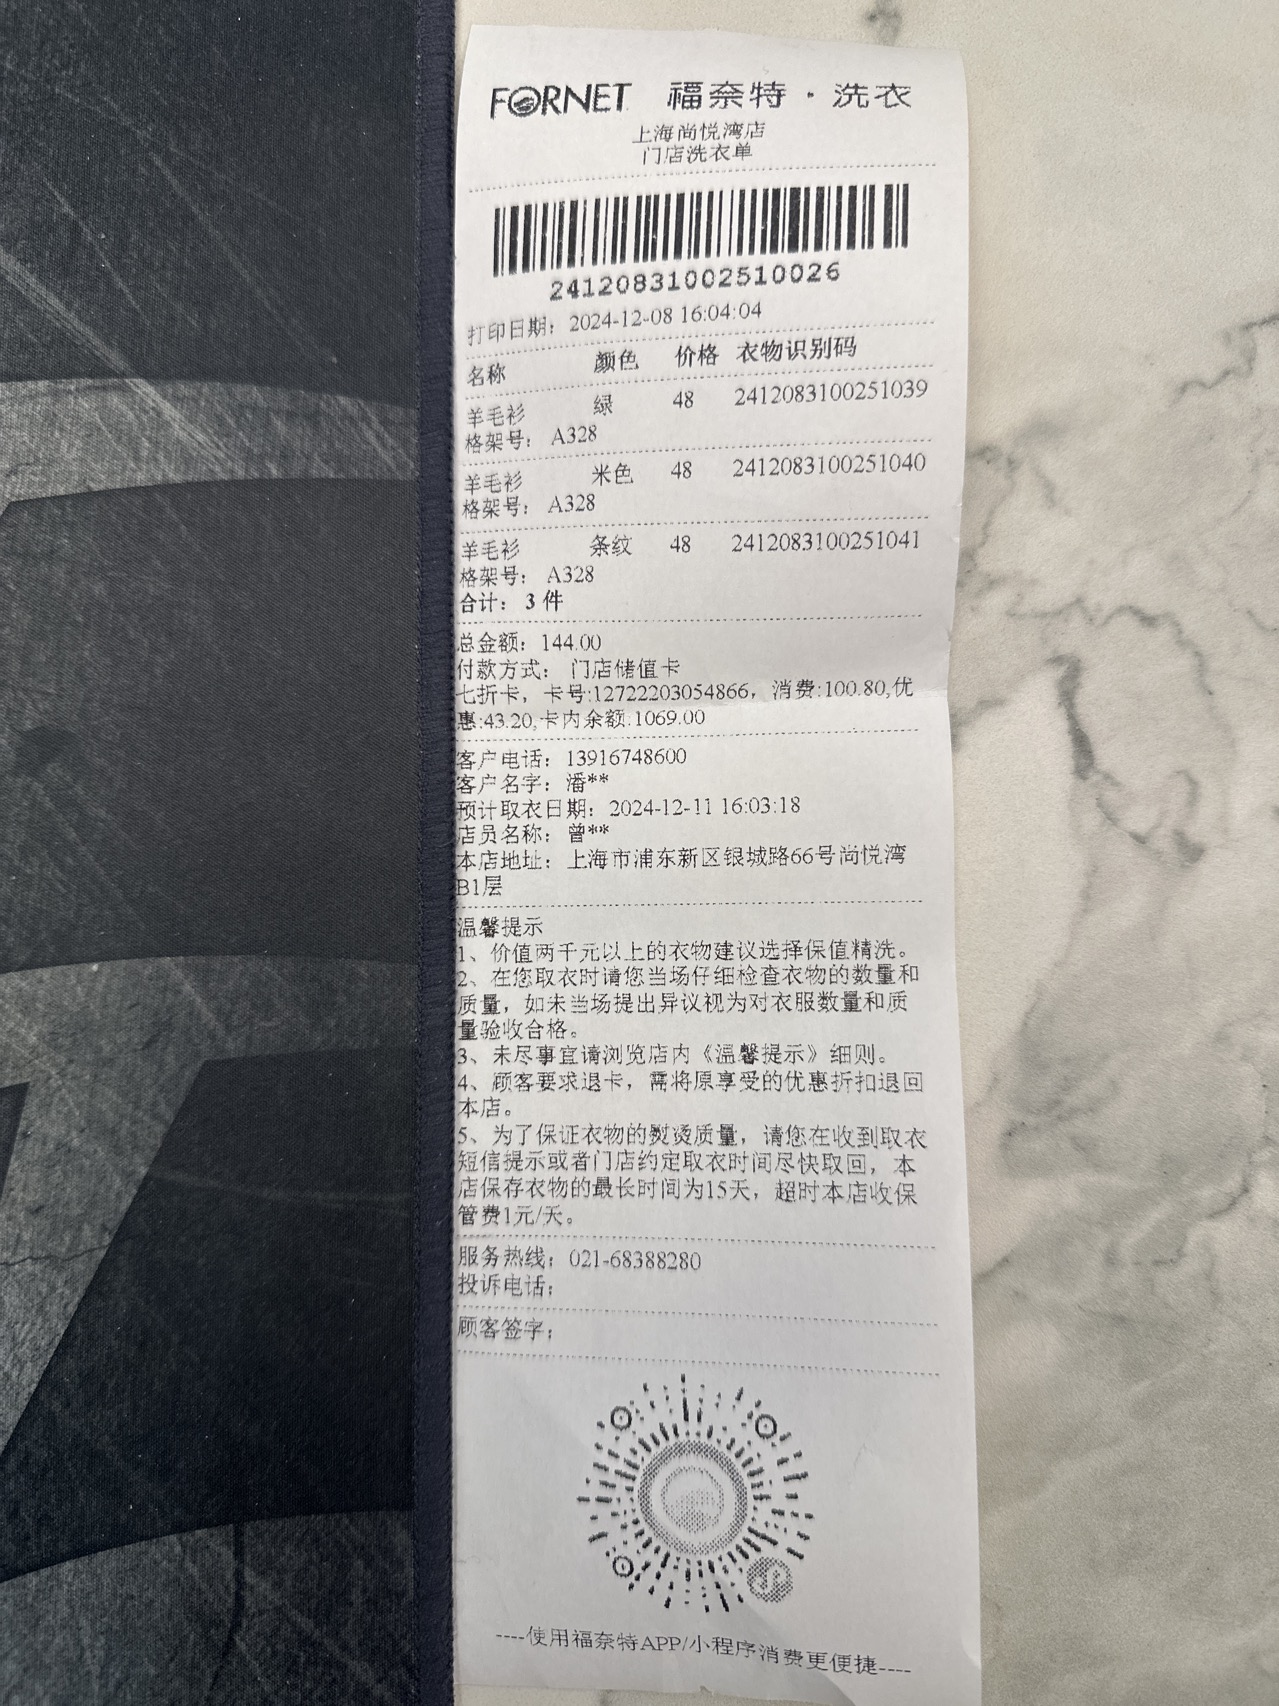 FORNET 福奈特·洗衣
上海尚悦湾店
门店洗衣单
24120831002510026
打印日期：2024-12-08 16:04:04
名称 颜色 价格 衣物识别码
羊毛衫 绿 48 2412083100251039
格架号： A328
羊毛衫 米色 48 2412083100251040
格架号： A328
羊毛衫 条纹 48 2412083100251041
格架号： A328
合计： 3 件
总金额：144.00
付款方式： 门店储值卡
七折卡，卡号:12722203054866，消费:100.80,优
惠:43.20,卡内余额:1069.00
客户电话：13916748600
客户名字：潘**
预计取衣日期：2024-12-11 16:03:18
店员名称：曾**
本店地址：上海市浦东新区银城路66号尚悦湾
B1层
温馨提示
1、价值两千元以上的衣物建议选择保值精洗。
2、在您取衣时请您当场仔细检查衣物的数量和
质量，如未当场提出异议视为对衣服数量和质
量验收合格。
3、未尽事宜请浏览店内《温馨提示》细则。
4、顾客要求退卡，需将原享受的优惠折扣退回
本店。
5、为了保证衣物的熨烫质量，请您在收到取衣
短信提示或者门店约定取衣时间尽快取回，本
店保存衣物的最长时间为15天，超时本店收保
管费1元/天。
服务热线：021-68388280
投诉电话；
顾客签字；
----使用福奈特APP/小程序消费更便捷----